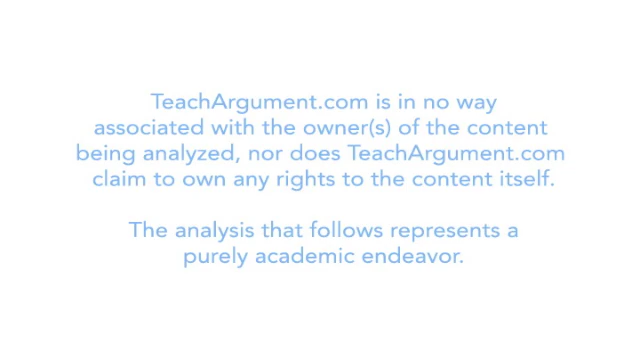 TeachArgument.com is in no way
associated with the owner(s) of the content
being analyzed, nor does TeachArgument.com
claim to own any rights to the content itself.
The analysis that follows represents a
purely academic endeavor.